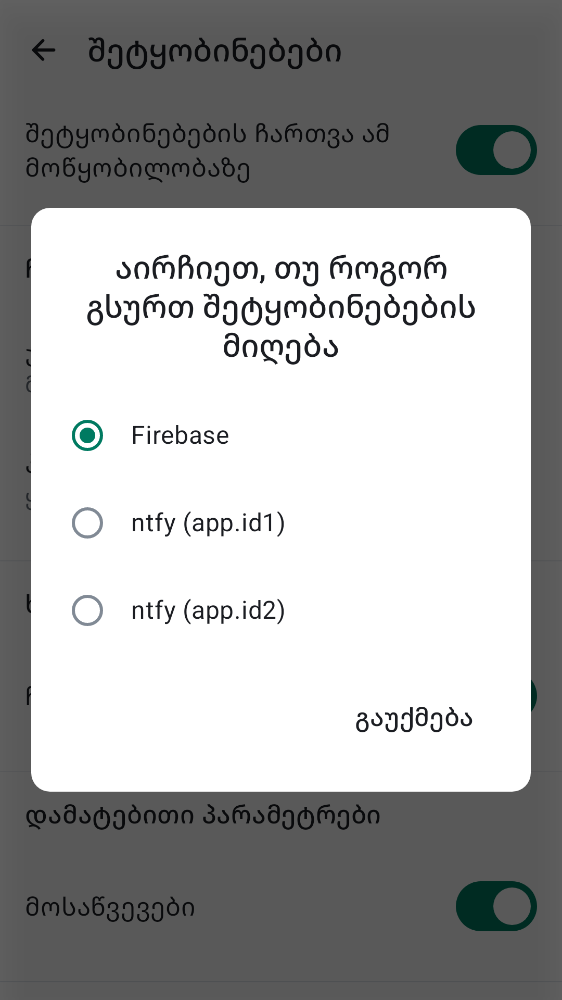 შეტყობინებები
შეტყობინებების ჩართვა ამ
მოწყობილობაზე
აირჩიეთ, თუ როგორ
გსურთ შეტყობინებების
მიღება
Firebase
ntfy (app.id1)
ntfy (app.id2)
გაუქმება
დამატებითი პარამეტრები
მოსაწვევები